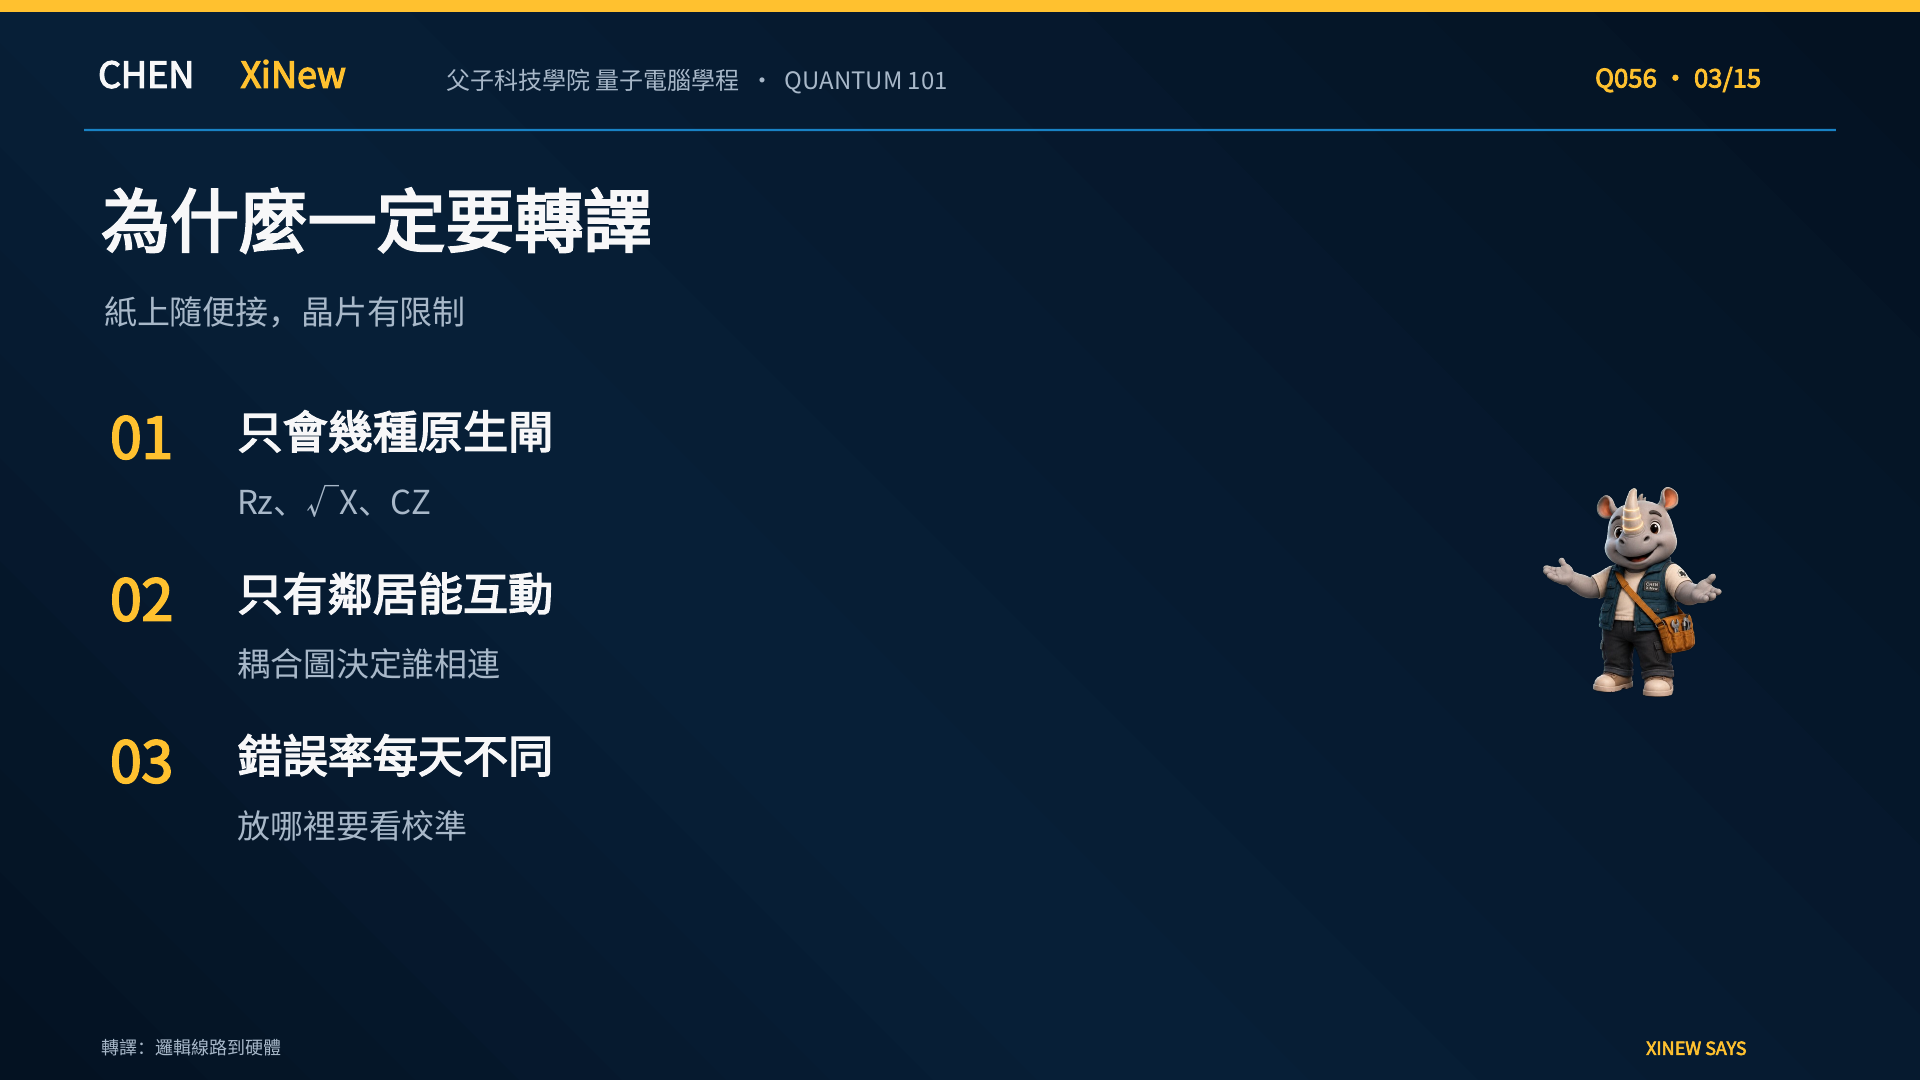 CHEN XiNew 父子科技學院 量子電腦學程 • QUANTUM 101 Q056 • 03/15
為什麼一定要轉譯
紙上隨便接，晶片有限制
01 只會幾種原生閘
Rz、√X、CZ
02 只有鄰居能互動
耦合圖決定誰相連
03 錯誤率每天不同
放哪裡要看校準
轉譯：邏輯線路到硬體 XINEW SAYS